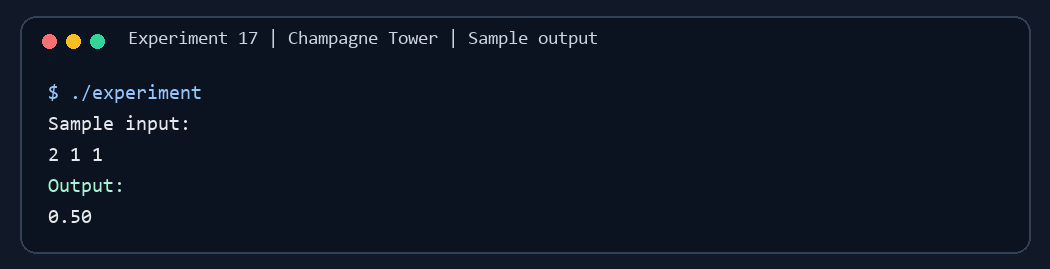 Experiment 17 | Champagne Tower | Sample output
$ ./experiment
Sample input:
2 1 1
Output:
0.50